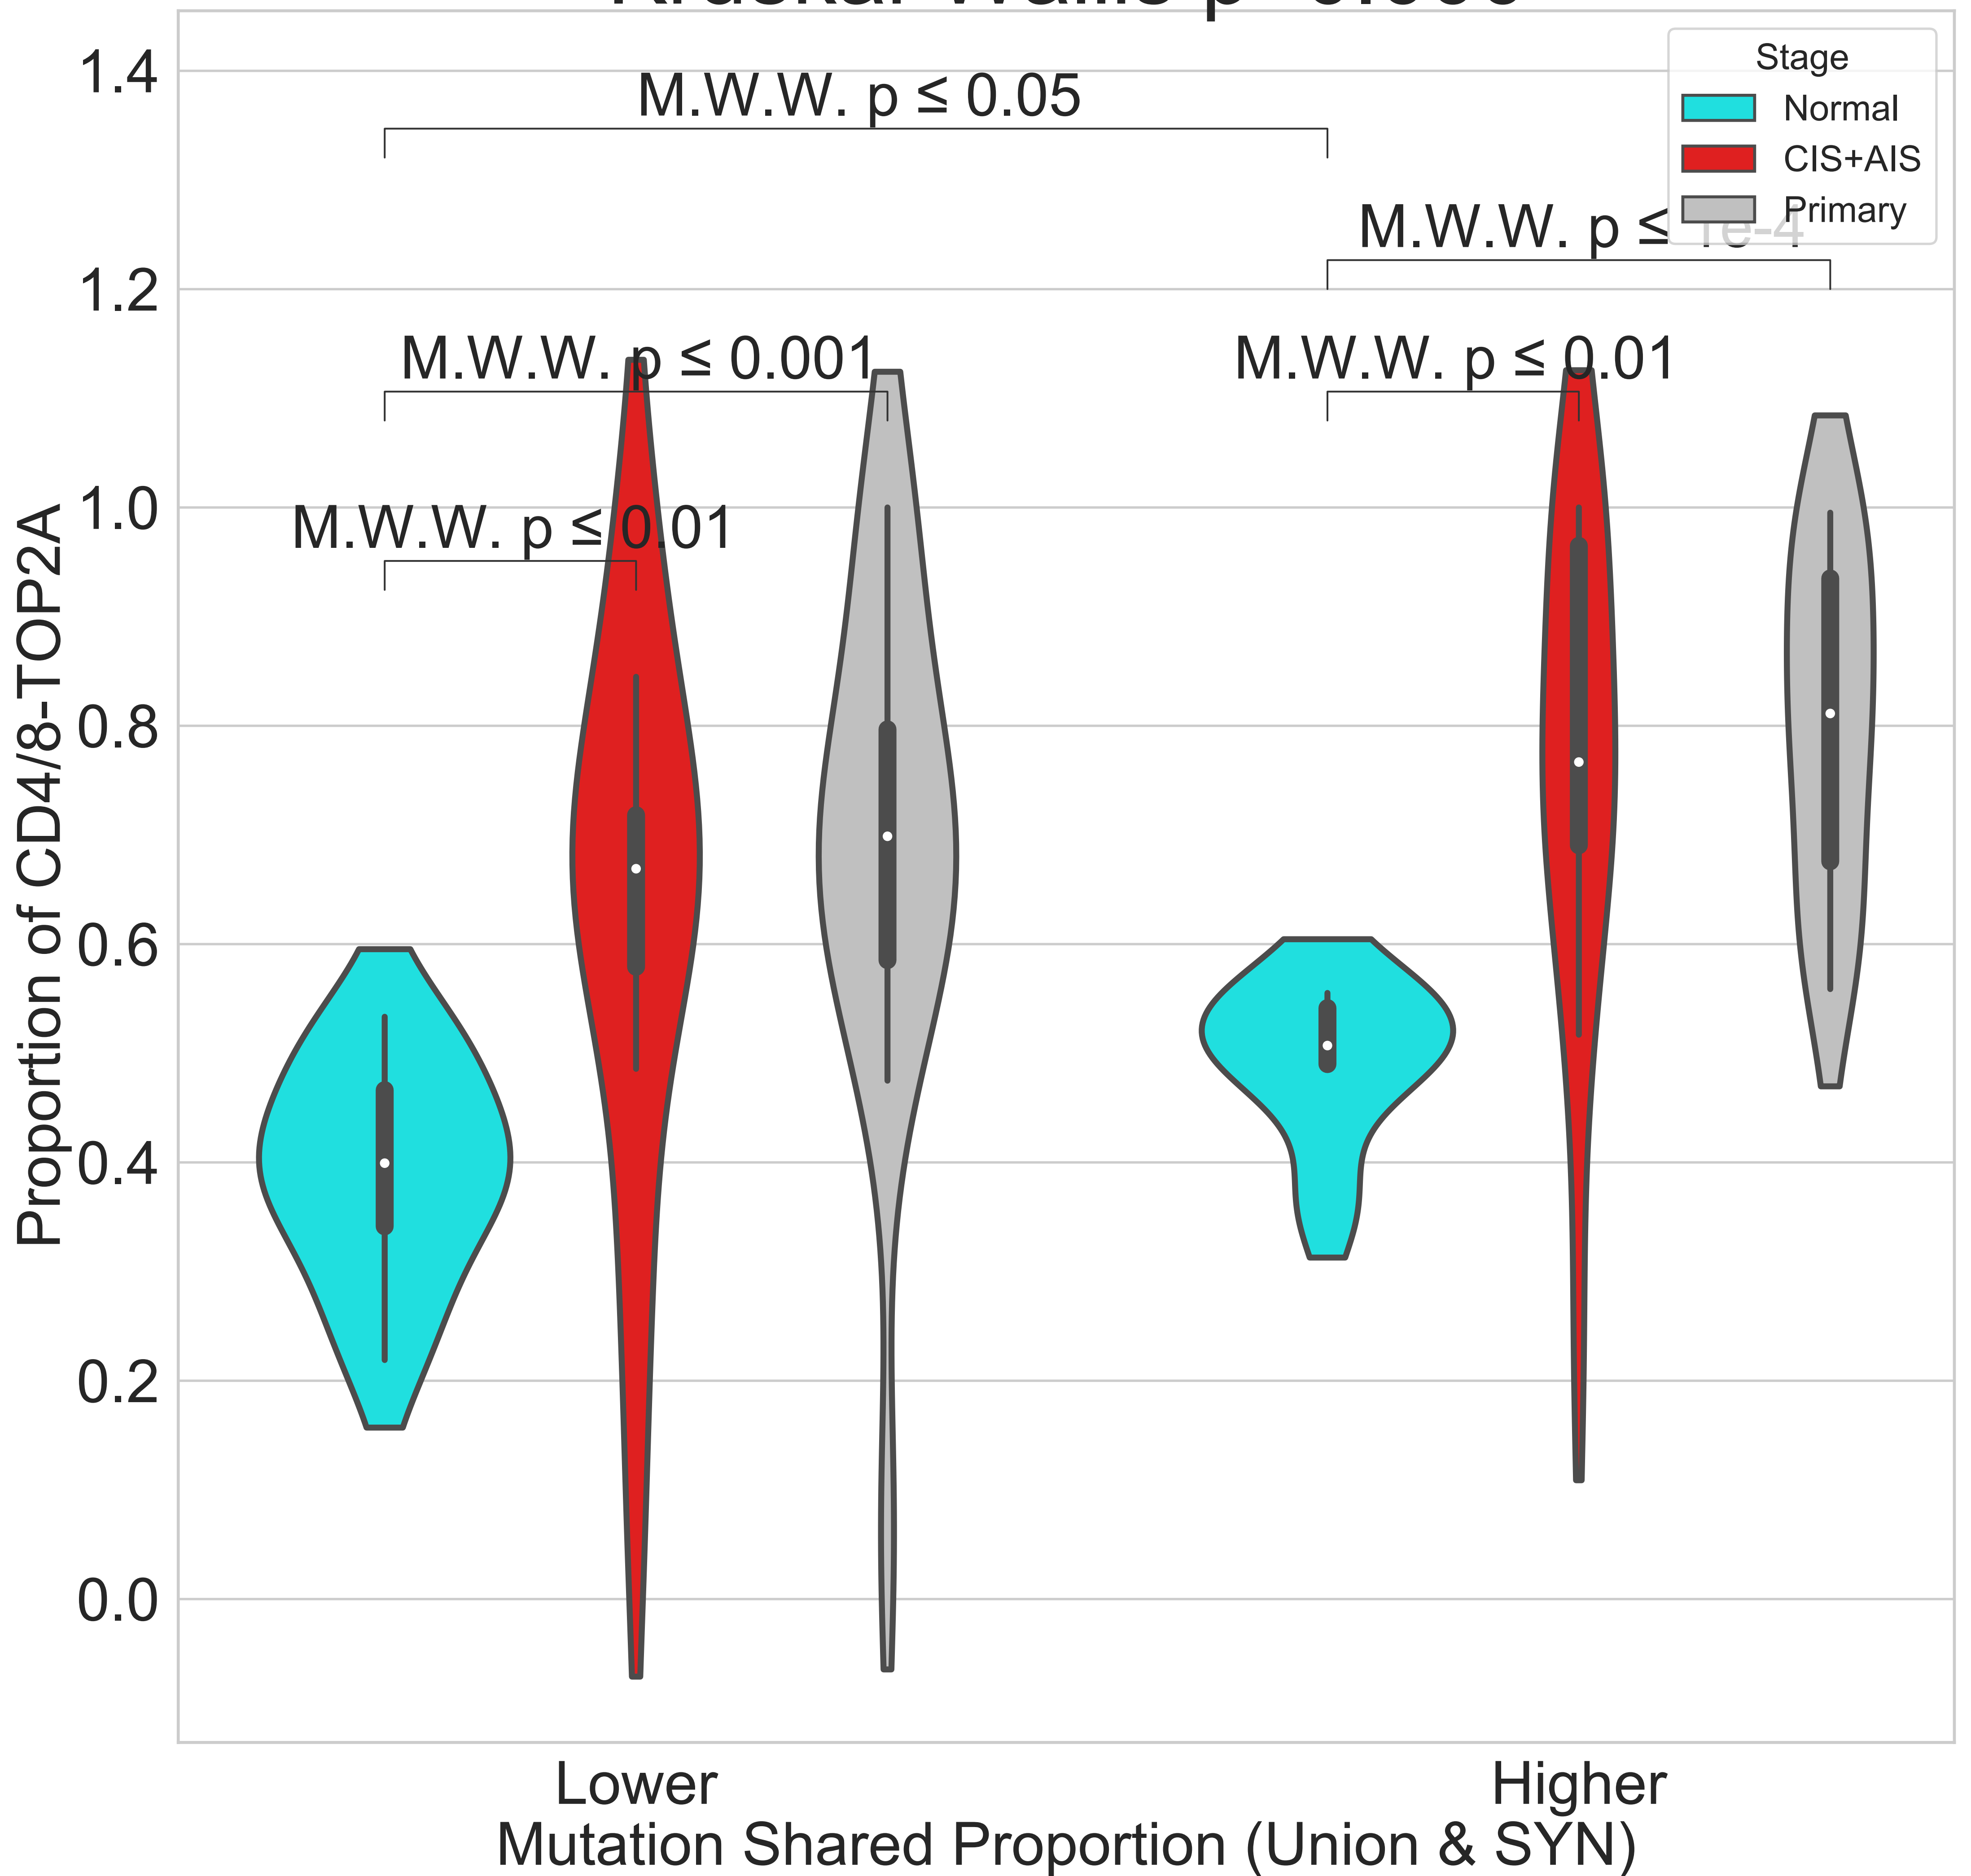 1.4
1.2
1.0
0.8
0.6
0.4
0.2
0.0
Proportion of CD4/8-TOP2A
M.W.W. p ≤ 0.05
M.W.W. p ≤ 1e-4
M.W.W. p ≤ 0.001
M.W.W. p ≤ 0.01
M.W.W. p ≤ 0.01
Stage
Normal
CIS+AIS
Primary
Lower
Higher
Mutation Shared Proportion (Union & SYN)